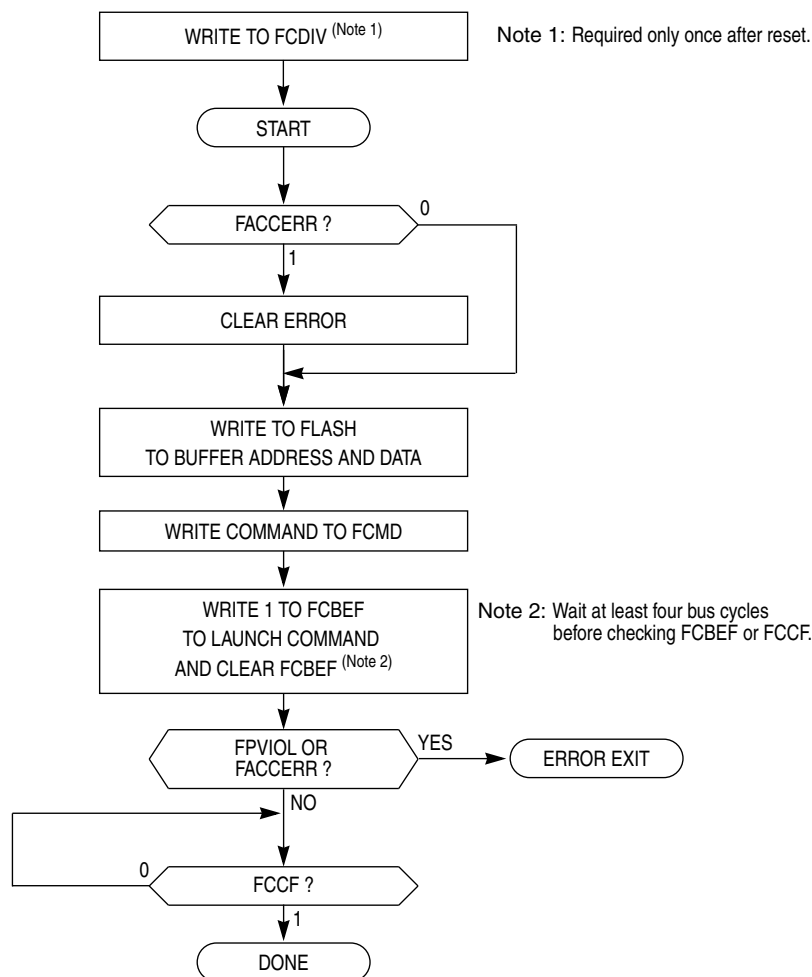 WRITE TO FCDIV (Note 1)
Note 1: Required only once after reset.
START
FACCERR ?
0
1
CLEAR ERROR
WRITE TO FLASH
TO BUFFER ADDRESS AND DATA
WRITE COMMAND TO FCMD
WRITE 1 TO FCBEF
TO LAUNCH COMMAND
AND CLEAR FCBEF (Note 2)
Note 2: Wait at least four bus cycles
before checking FCBEF or FCCF.
FPVIOL OR
FACCERR ?
YES
ERROR EXIT
NO
0
FCCF ?
1
DONE